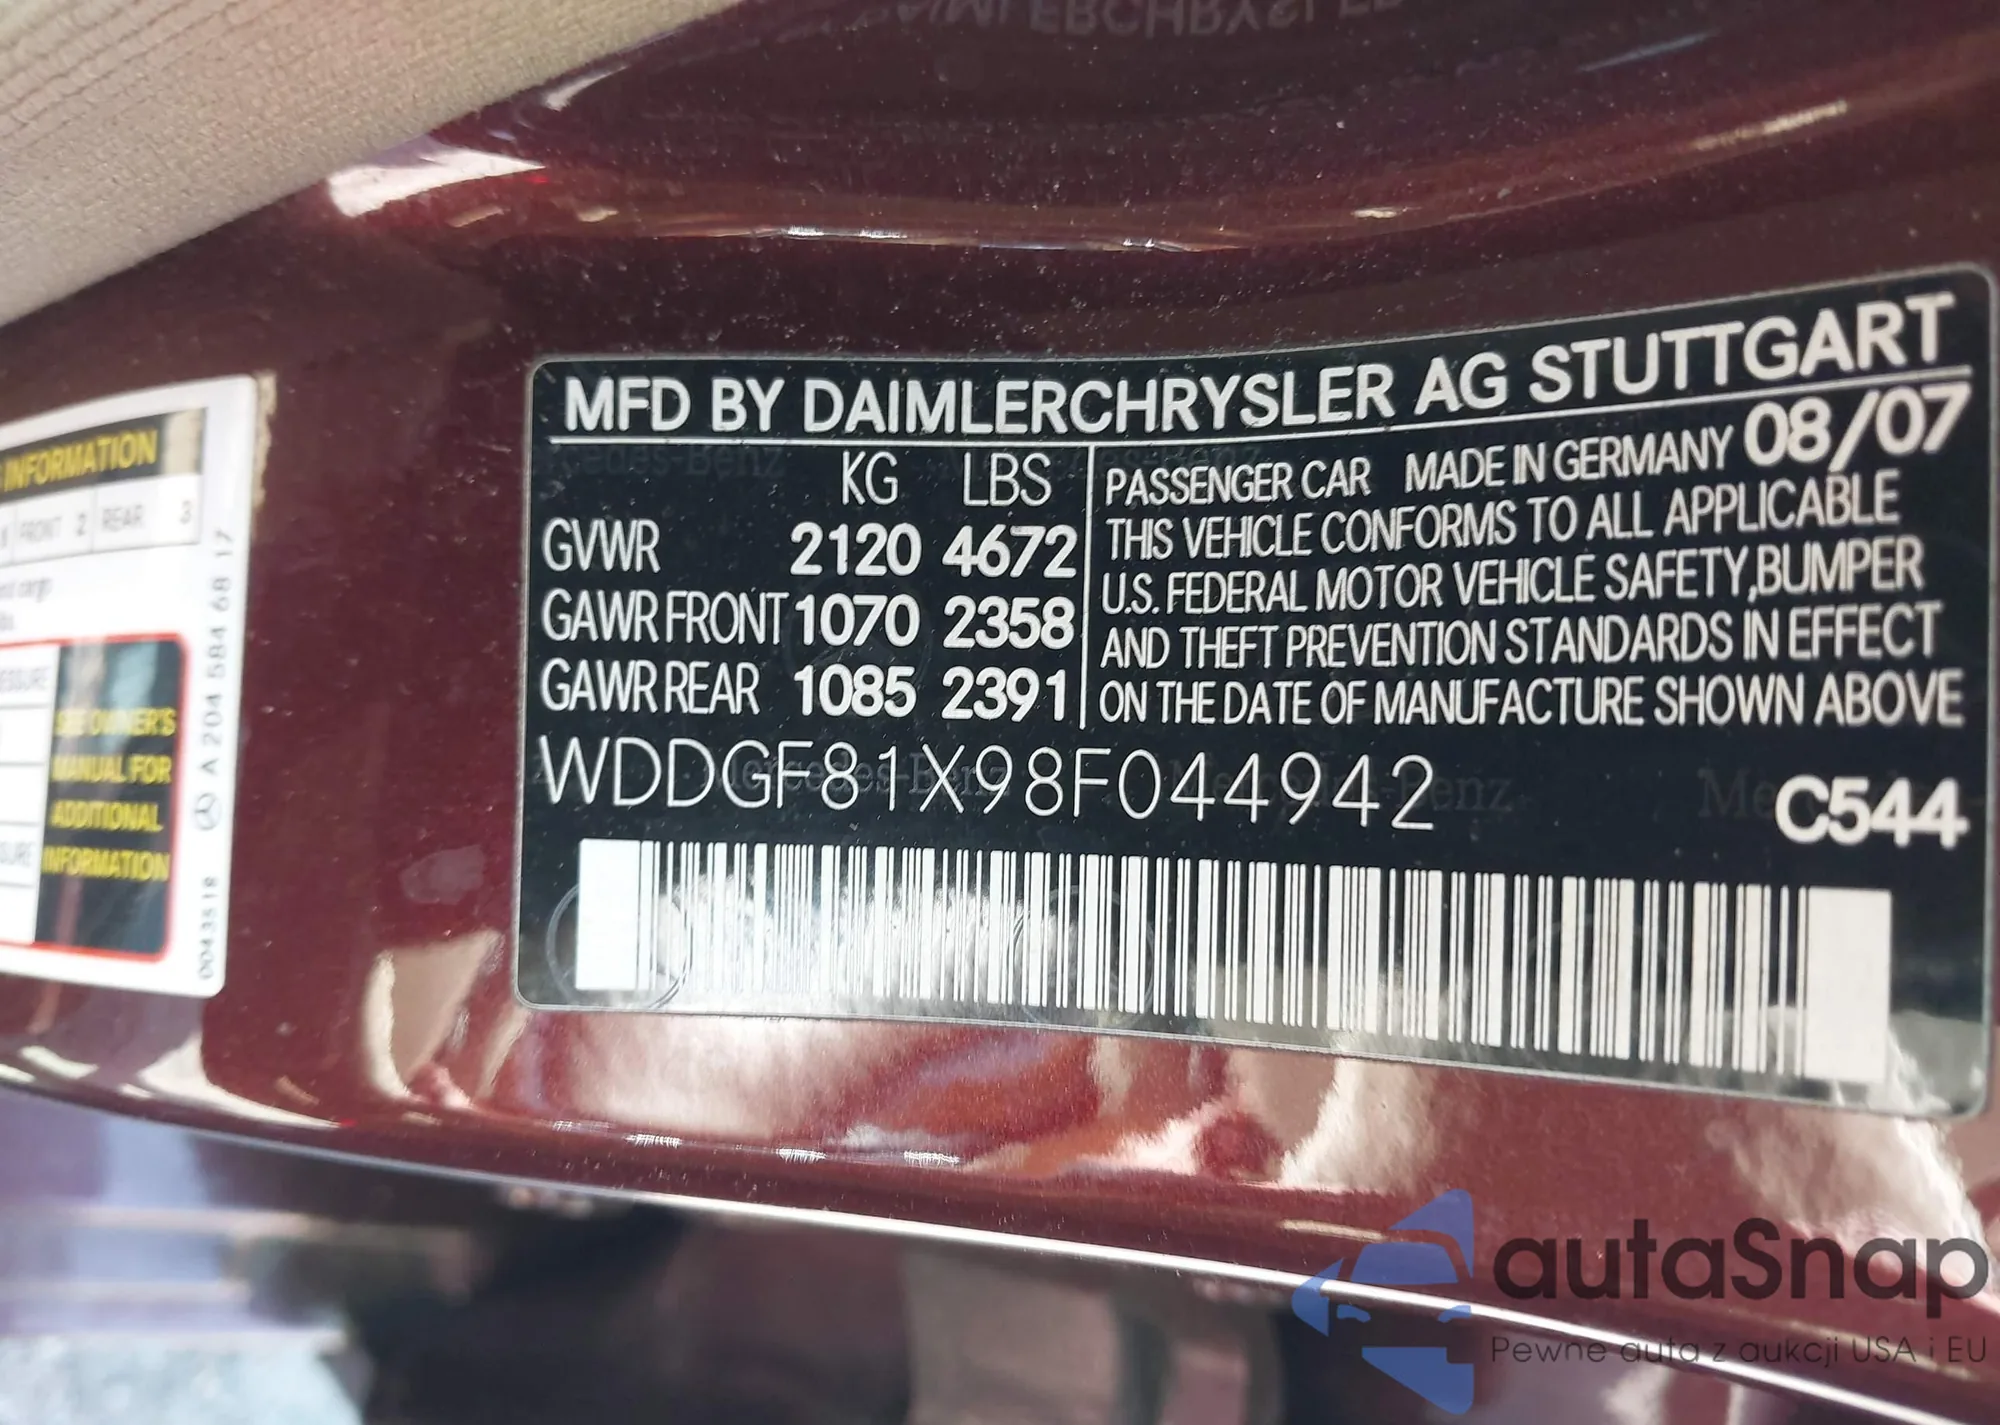 MFD BY DAIMLERCHRYSLER AG STUTTGART
KG LBS
GVWR 2120 4672
GAWR FRONT 1070 2358
GAWR REAR 1085 2391
PASSENGER CAR MADE IN GERMANY 08/07
THIS VEHICLE CONFORMS TO ALL APPLICABLE
U.S. FEDERAL MOTOR VEHICLE SAFETY, BUMPER
AND THEFT PREVENTION STANDARDS IN EFFECT
ON THE DATE OF MANUFACTURE SHOWN ABOVE
WDDGF81X98F044942
C544
INFORMATION
FRONT 2 REAR 3
SEE OWNER'S
MANUAL FOR
ADDITIONAL
INFORMATION
A 204 584 68 17
0043518
autaSnap
Pewne auta z aukcji USA i EU